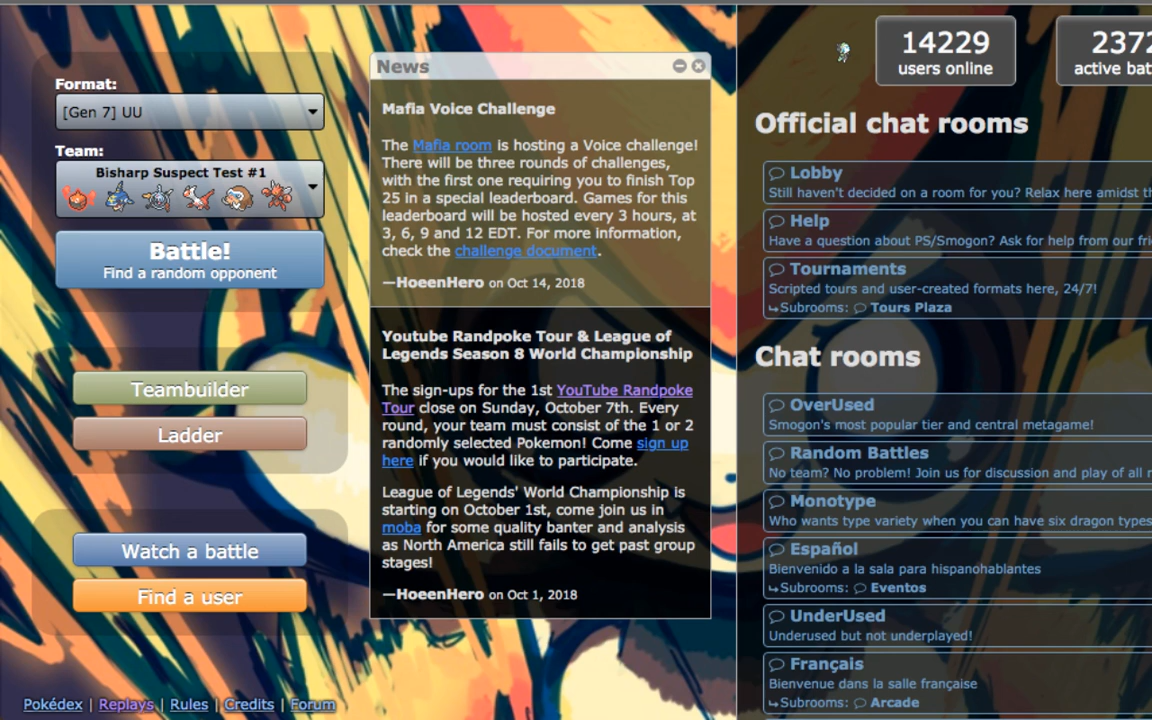 Format:
[Gen 7] UU
Team:
Bisharp Suspect Test #1
Battle!
Find a random opponent
Teambuilder
Ladder
Watch a battle
Find a user
Pokédex | Replays | Rules | Credits | Forum
News
Mafia Voice Challenge
The Mafia room is hosting a Voice challenge!
There will be three rounds of challenges,
with the first one requiring you to finish Top
25 in a special leaderboard. Games for this
leaderboard will be hosted every 3 hours, at
3, 6, 9 and 12 EDT. For more information,
check the challenge document.
—HoeenHero on Oct 14, 2018
Youtube Randpoke Tour & League of
Legends Season 8 World Championship
The sign-ups for the 1st YouTube Randpoke
Tour close on Sunday, October 7th. Every
round, your team must consist of the 1 or 2
randomly selected Pokemon! Come sign up
here if you would like to participate.
League of Legends' World Championship is
starting on October 1st, come join us in
moba for some quality banter and analysis
as North America still fails to get past group
stages!
—HoeenHero on Oct 1, 2018
14229
users online
2372
active bat
Official chat rooms
Lobby
Still haven't decided on a room for you? Relax here amidst th
Help
Have a question about PS/Smogon? Ask for help from our fri
Tournaments
Scripted tours and user-created formats here, 24/7!
↳Subrooms: Tours Plaza
Chat rooms
OverUsed
Smogon's most popular tier and central metagame!
Random Battles
No team? No problem! Join us for discussion and play of all r
Monotype
Who wants type variety when you can have six dragon types
Español
Bienvenido a la sala para hispanohablantes
↳Subrooms: Eventos
UnderUsed
Underused but not underplayed!
Français
Bienvenue dans la salle française
↳Subrooms: Arcade